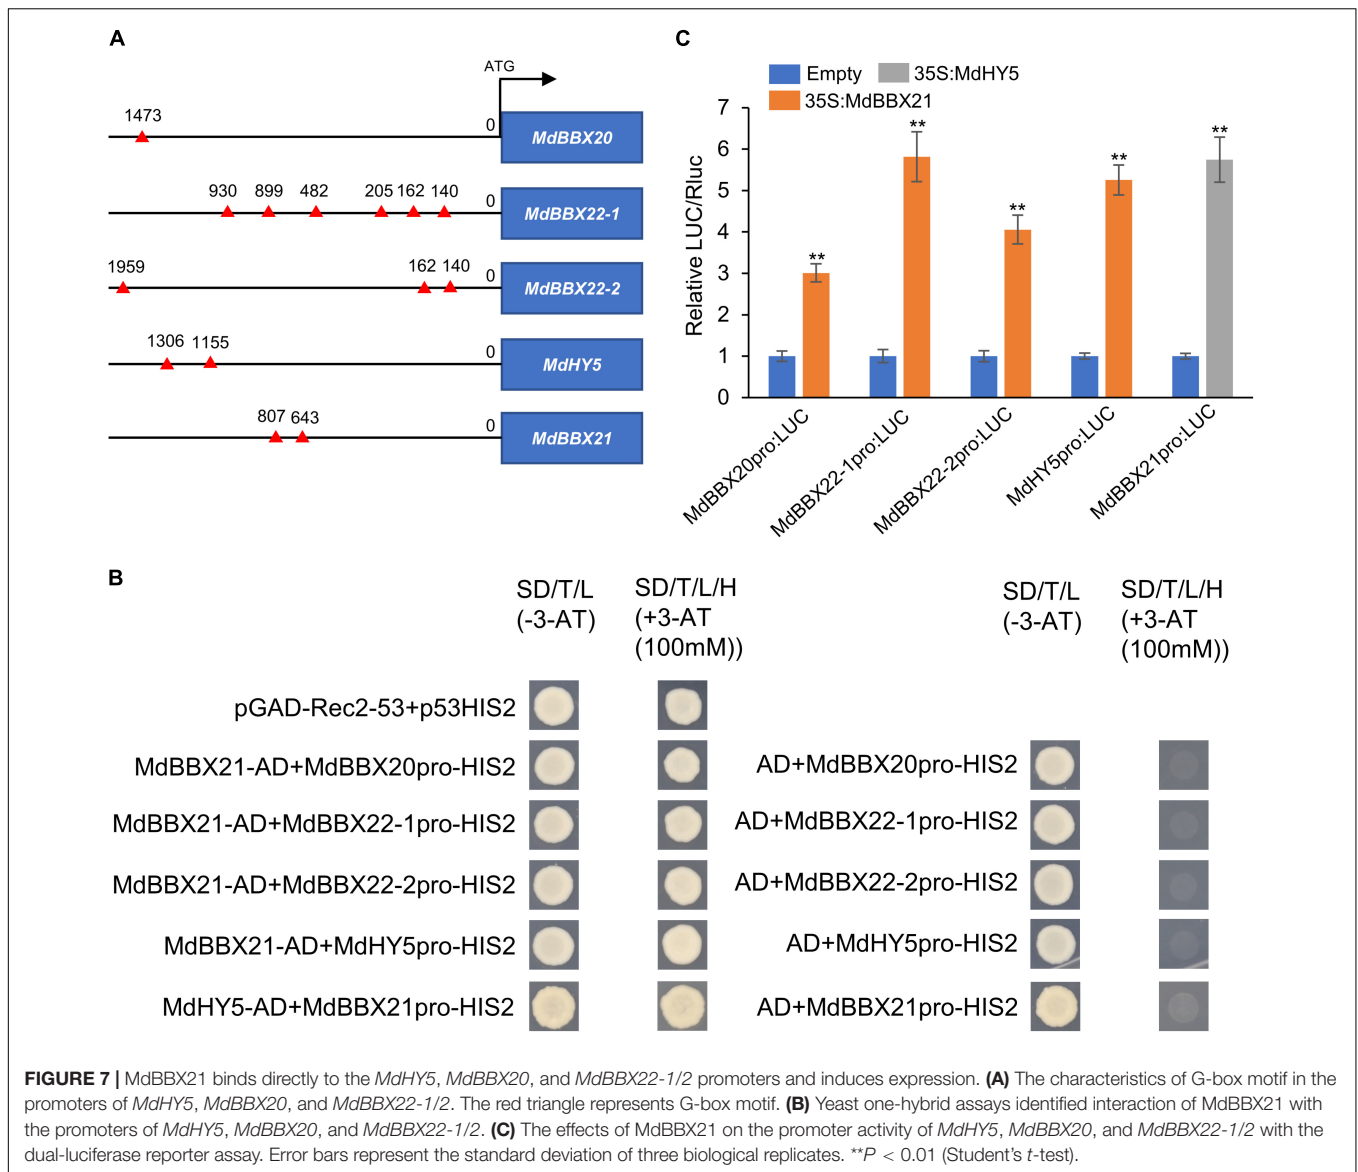 A
ATG
1473
0
MdBBX20
930 899 482 205 162 140
0
MdBBX22-1
1959 162 140
0
MdBBX22-2
1306 1155
0
MdHY5
807 643
0
MdBBX21
C
Empty 35S:MdHY5
35S:MdBBX21
Relative LUC/Rluc
7
6
5
4
3
2
1
0
**
**
**
**
**
MdBBX20pro:LUC
MdBBX22-1pro:LUC
MdBBX22-2pro:LUC
MdHY5pro:LUC
MdBBX21pro:LUC
B
SD/T/L
(-3-AT)
SD/T/L/H
(+3-AT
(100mM))
SD/T/L
(-3-AT)
SD/T/L/H
(+3-AT
(100mM))
pGAD-Rec2-53+p53HIS2
MdBBX21-AD+MdBBX20pro-HIS2
MdBBX21-AD+MdBBX22-1pro-HIS2
MdBBX21-AD+MdBBX22-2pro-HIS2
MdBBX21-AD+MdHY5pro-HIS2
MdHY5-AD+MdBBX21pro-HIS2
AD+MdBBX20pro-HIS2
AD+MdBBX22-1pro-HIS2
AD+MdBBX22-2pro-HIS2
AD+MdHY5pro-HIS2
AD+MdBBX21pro-HIS2
FIGURE 7 | MdBBX21 binds directly to the MdHY5, MdBBX20, and MdBBX22-1/2 promoters and induces expression. (A) The characteristics of G-box motif in the
promoters of MdHY5, MdBBX20, and MdBBX22-1/2. The red triangle represents G-box motif. (B) Yeast one-hybrid assays identified interaction of MdBBX21 with
the promoters of MdHY5, MdBBX20, and MdBBX22-1/2. (C) The effects of MdBBX21 on the promoter activity of MdHY5, MdBBX20, and MdBBX22-1/2 with the
dual-luciferase reporter assay. Error bars represent the standard deviation of three biological replicates. **P < 0.01 (Student's t-test).